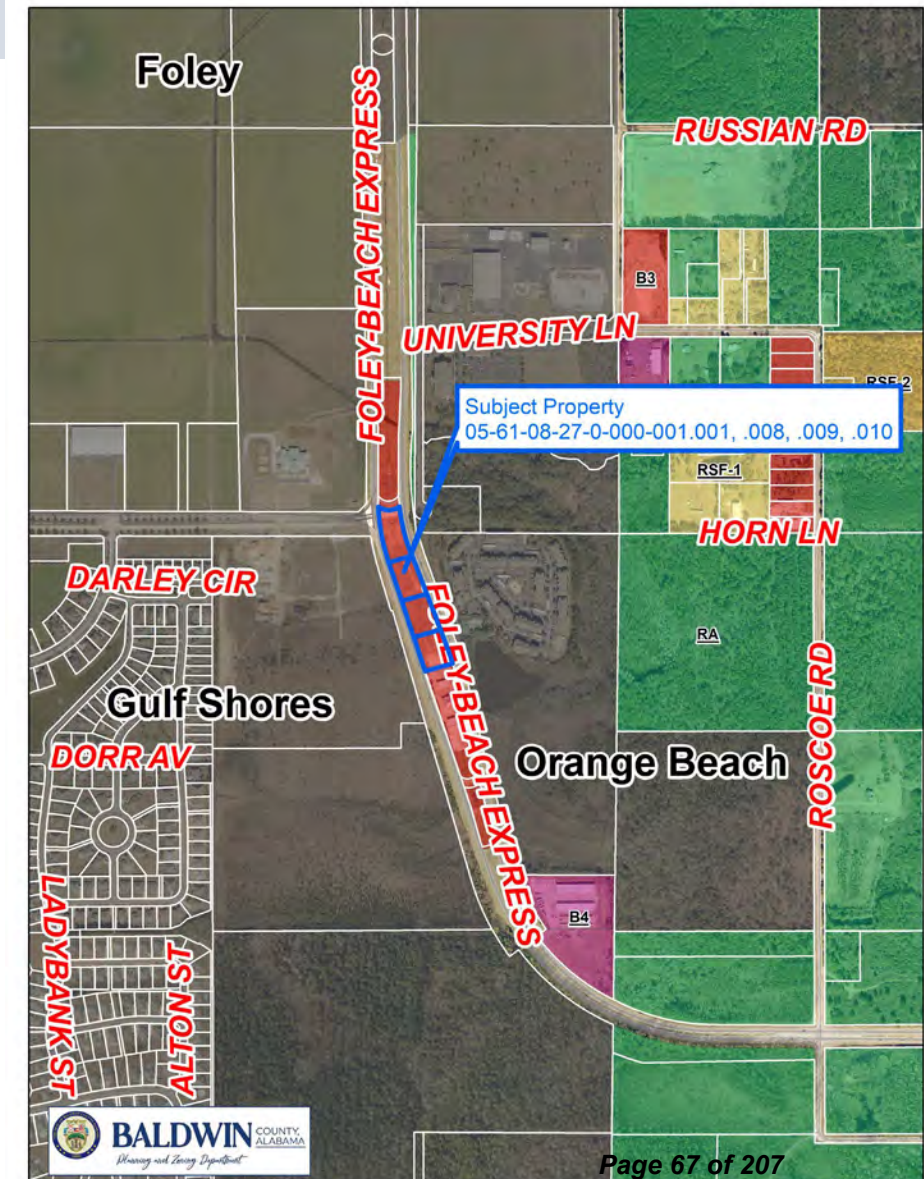 Foley
FOLEY-BEACH EXPRESS
RUSSIAN RD
B3
UNIVERSITY LN
RSF-2
Subject Property
05-61-08-27-0-000-001.001, .008, .009, .010
RSF-1
HORN LN
DARLEY CIR
FOLEY-BEACH EXPRESS
RA
Gulf Shores
ROSCOE RD
DORR AV
Orange Beach
LADYBANK ST
B4
ALTON ST
BALDWIN COUNTY, ALABAMA
Planning and Zoning Department
Page 67 of 207